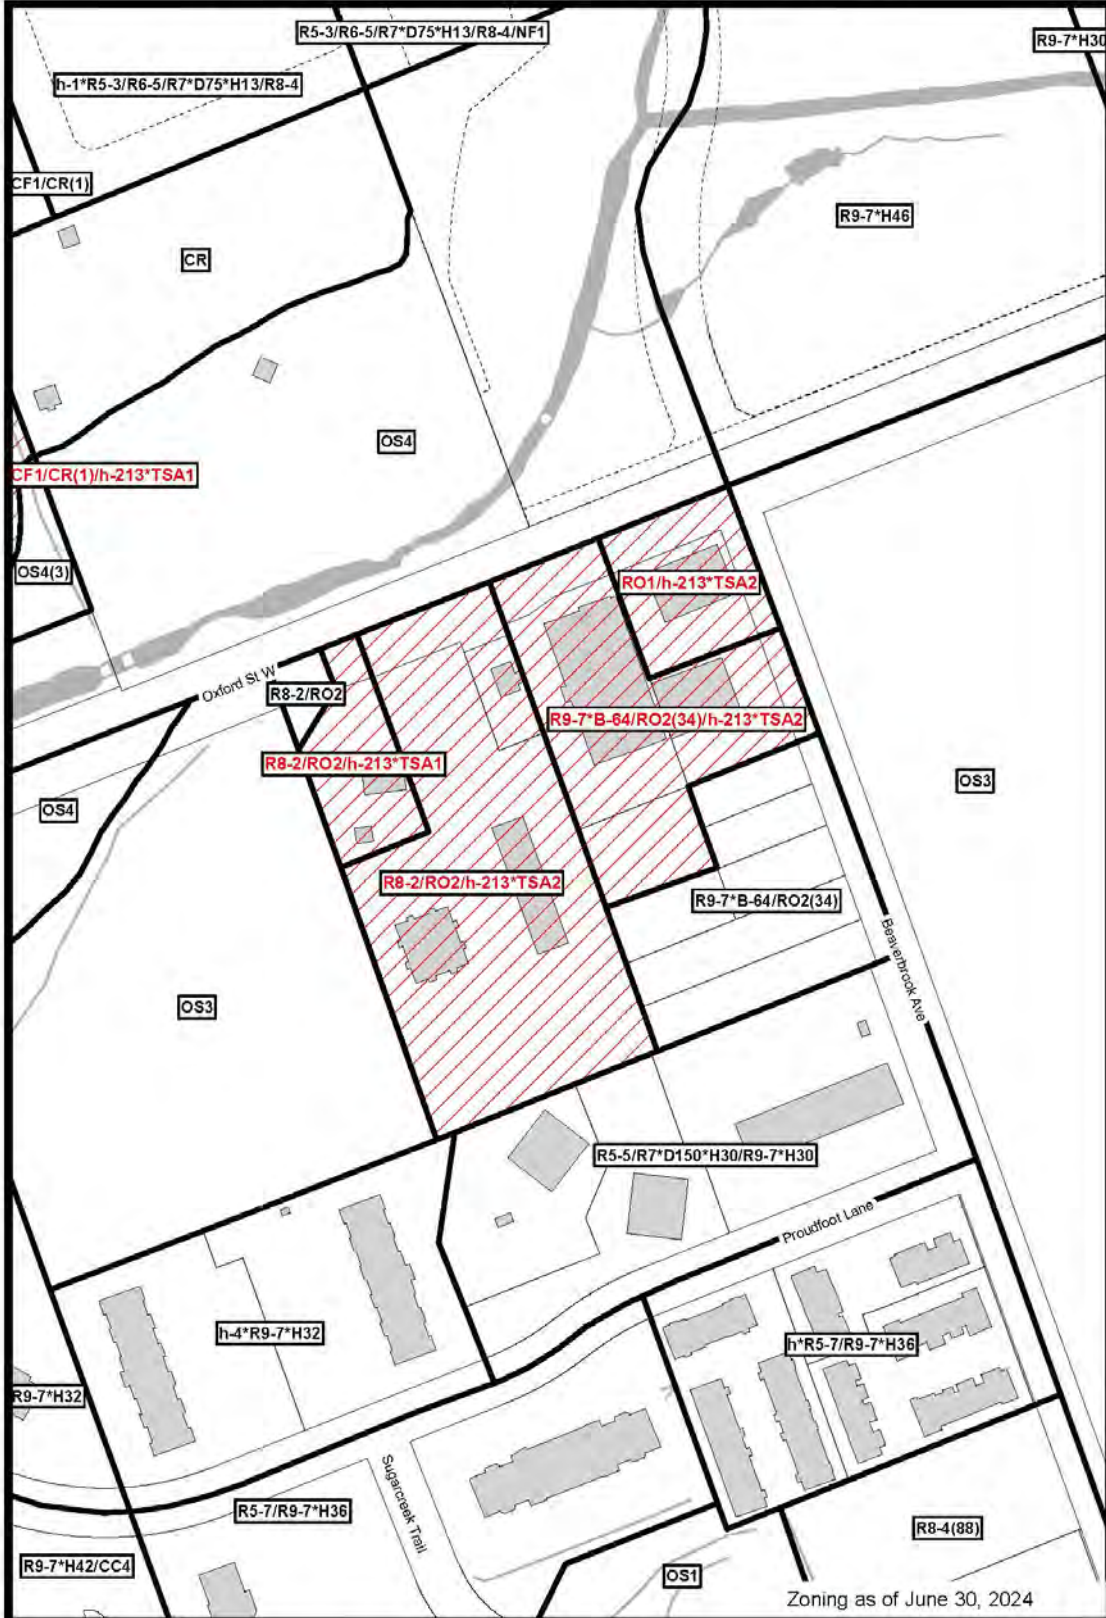 R5-3/R6-5/R7*D75*H13/R8-4/NF1
R9-7*H30
h-1*R5-3/R6-5/R7*D75*H13/R8-4
CF1/CR(1)
R9-7*H46
CR
OS4
CF1/CR(1)/h-213*TSA1
OS4(3)
RO1/h-213*TSA2
Oxford St W
R8-2/RO2
R9-7*B-64/RO2(34)/h-213*TSA2
R8-2/RO2/h-213*TSA1
OS3
OS4
R8-2/RO2/h-213*TSA2
R9-7*B-64/RO2(34)
Beaverbrook Ave
OS3
R5-5/R7*D150*H30/R9-7*H30
Proudfoot Lane
h-4*R9-7*H32
h*R5-7/R9-7*H36
R9-7*H32
Sugarcreek Trail
R5-7/R9-7*H36
R8-4(88)
R9-7*H42/CC4
OS1
Zoning as of June 30, 2024